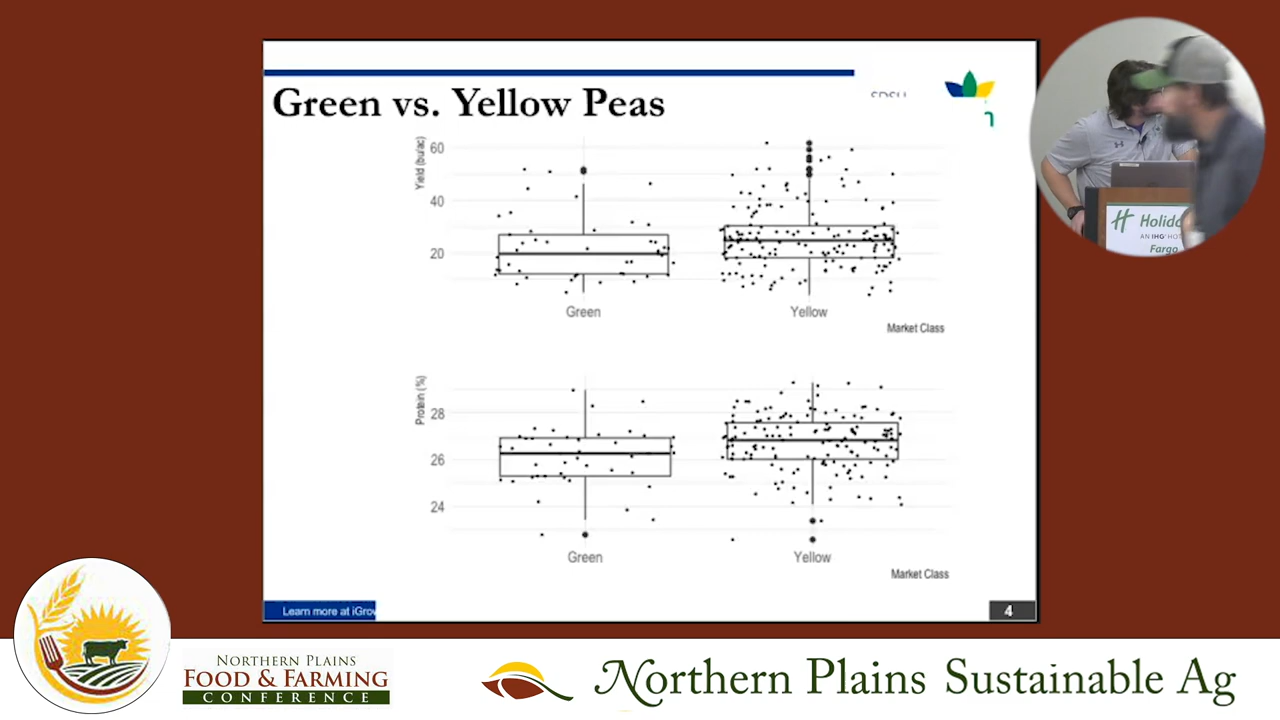 Green vs. Yellow Peas
SDSU
Yield (bu/ac)
60
40
20
Green
Yellow
Market Class
Protein (%)
28
26
24
Green
Yellow
Market Class
Learn more at iGrow
4
Holida
AN IHG HO
Fargo
NORTHERN PLAINS
FOOD & FARMING
CONFERENCE
Northern Plains Sustainable Ag